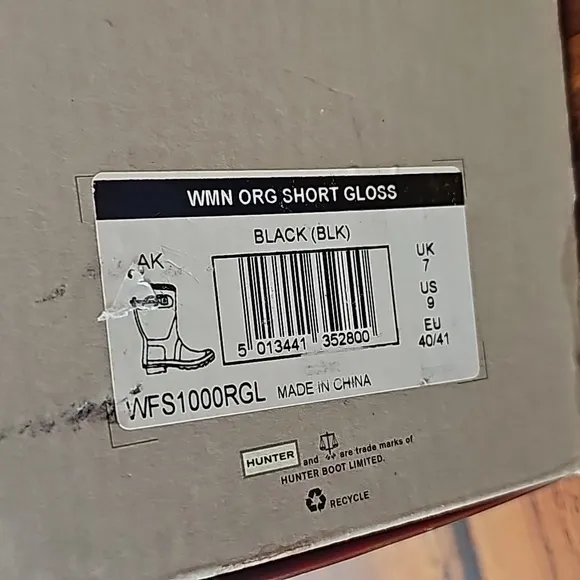 WMN ORG SHORT GLOSS
BLACK (BLK)
AK
UK
7
US
9
EU
40/41
5 013441 352800
WFS1000RGL MADE IN CHINA
HUNTER and are trade marks of
HUNTER BOOT LIMITED.
RECYCLE